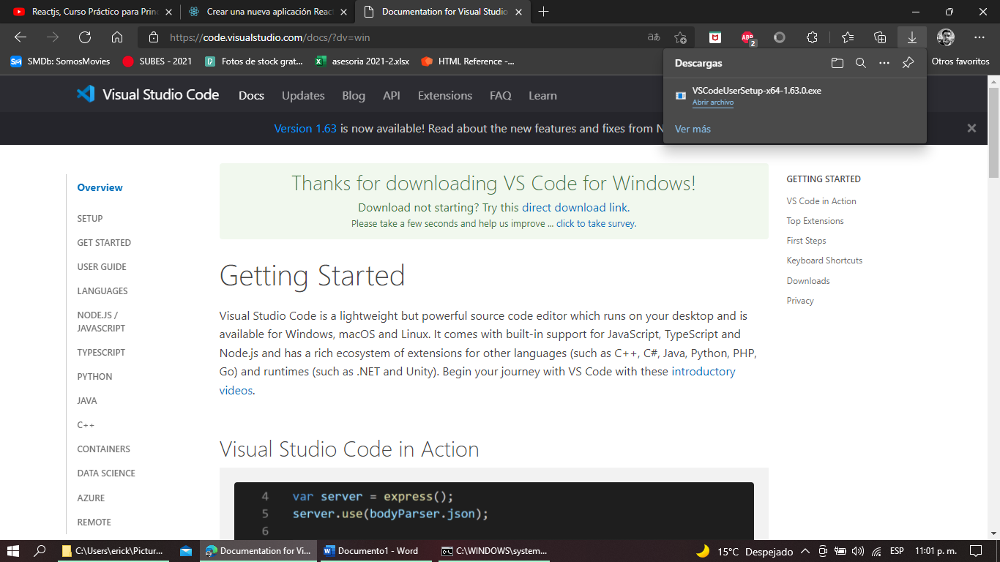 Reactjs, Curso Práctico para Prin
Crear una nueva aplicación React
Documentation for Visual Studio
https://code.visualstudio.com/docs/?dv=win
aあ
ABP
2
SM
SMDb: SomosMovies
SUBES - 2021
Fotos de stock grat...
asesoria 2021-2.xlsx
HTML Reference -...
Otros favoritos
Descargas
VSCodeUserSetup-x64-1.63.0.exe
Abrir archivo
Ver más
Visual Studio Code
Docs
Updates
Blog
API
Extensions
FAQ
Learn
Version 1.63 is now available! Read about the new features and fixes from N
Overview
SETUP
GET STARTED
USER GUIDE
LANGUAGES
NODE.JS /
JAVASCRIPT
TYPESCRIPT
PYTHON
JAVA
C++
CONTAINERS
DATA SCIENCE
AZURE
REMOTE
Thanks for downloading VS Code for Windows!
Download not starting? Try this direct download link.
Please take a few seconds and help us improve ... click to take survey.
Getting Started
Visual Studio Code is a lightweight but powerful source code editor which runs on your desktop and is
available for Windows, macOS and Linux. It comes with built-in support for JavaScript, TypeScript and
Node.js and has a rich ecosystem of extensions for other languages (such as C++, C#, Java, Python, PHP,
Go) and runtimes (such as .NET and Unity). Begin your journey with VS Code with these introductory
videos.
Visual Studio Code in Action
4 var server = express();
5 server.use(bodyParser.json);
6
GETTING STARTED
VS Code in Action
Top Extensions
First Steps
Keyboard Shortcuts
Downloads
Privacy
C:\Users\erick\Pictur...
Documentation for Vi...
Documento1 - Word
C:\WINDOWS\system...
15°C Despejado
ESP
11:01 p. m.